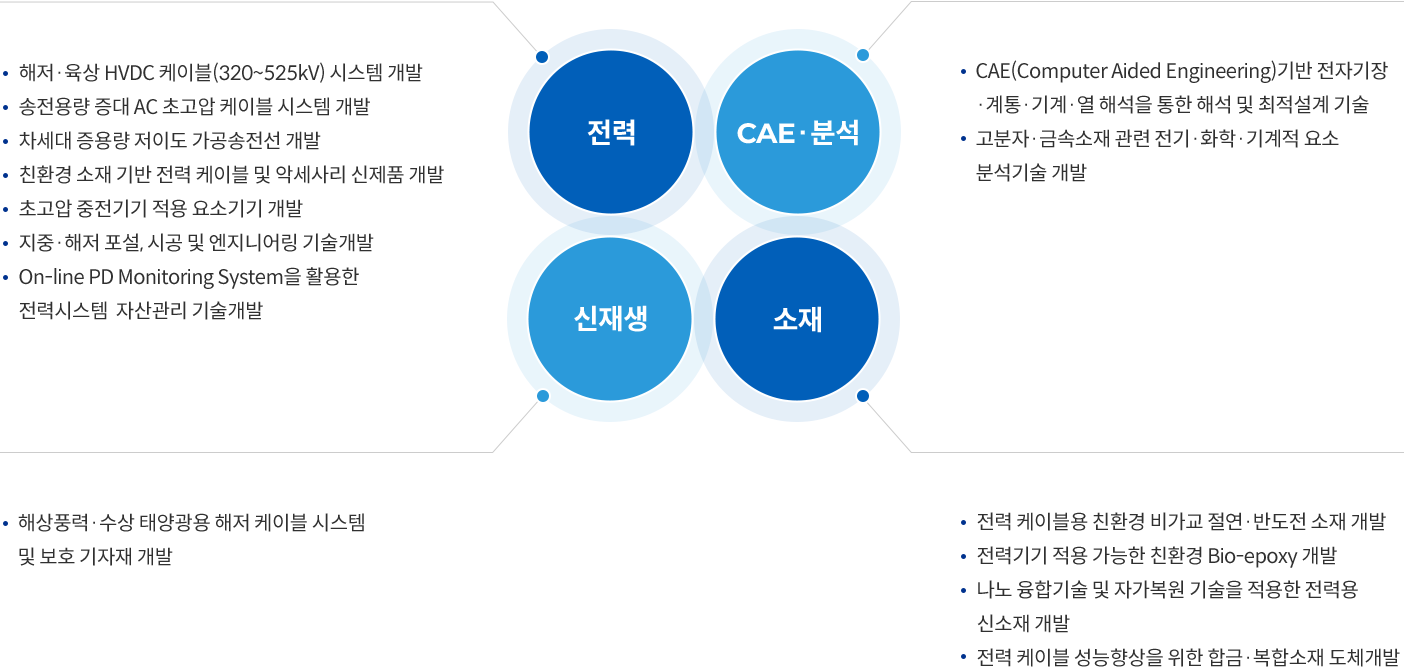 해저·육상 HVDC 케이블(320~525kV) 시스템 개발
송전용량 증대 AC 초고압 케이블 시스템 개발
차세대 증용량 저이도 가공송전선 개발
친환경 소재 기반 전력 케이블 및 악세사리 신제품 개발
초고압 중전기기 적용 요소기기 개발
지중·해저 포설, 시공 및 엔지니어링 기술개발
On-line PD Monitoring System을 활용한
전력시스템 자산관리 기술개발
전력
CAE·분석
신재생
소재
CAE(Computer Aided Engineering)기반 전자기장
·계통·기계·열 해석을 통한 해석 및 최적설계 기술
고분자·금속소재 관련 전기·화학·기계적 요소
분석기술 개발
해상풍력·수상 태양광용 해저 케이블 시스템
및 보호 기자재 개발
전력 케이블용 친환경 비가교 절연·반도전 소재 개발
전력기기 적용 가능한 친환경 Bio-epoxy 개발
나노 융합기술 및 자가복원 기술을 적용한 전력용
신소재 개발
전력 케이블 성능향상을 위한 합금·복합소재 도체개발